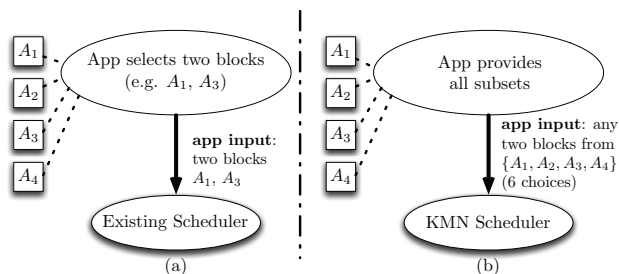 A1
A2
A3
A4
App selects two blocks
(e.g. A1, A3)
app input:
two blocks
A1, A3
Existing Scheduler
(a)
A1
A2
A3
A4
App provides
all subsets
app input: any
two blocks from
{A1, A2, A3, A4}
(6 choices)
KMN Scheduler
(b)